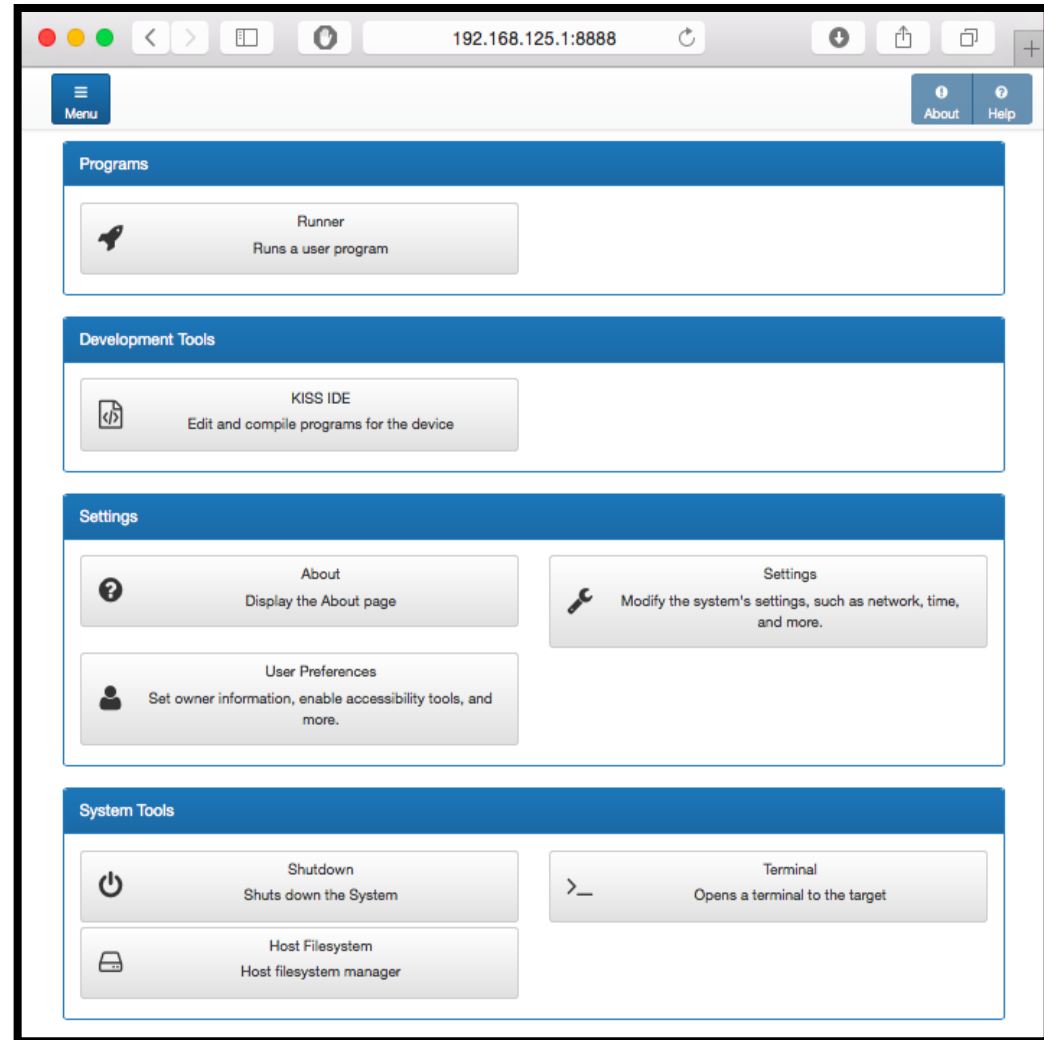 192.168.125.1:8888
Menu
About Help
Programs
Runner
Runs a user program
Development Tools
KISS IDE
Edit and compile programs for the device
Settings
About
Display the About page
Settings
Modify the system's settings, such as network, time,
and more.
User Preferences
Set owner information, enable accessibility tools, and
more.
System Tools
Shutdown
Shuts down the System
Terminal
Opens a terminal to the target
Host Filesystem
Host filesystem manager